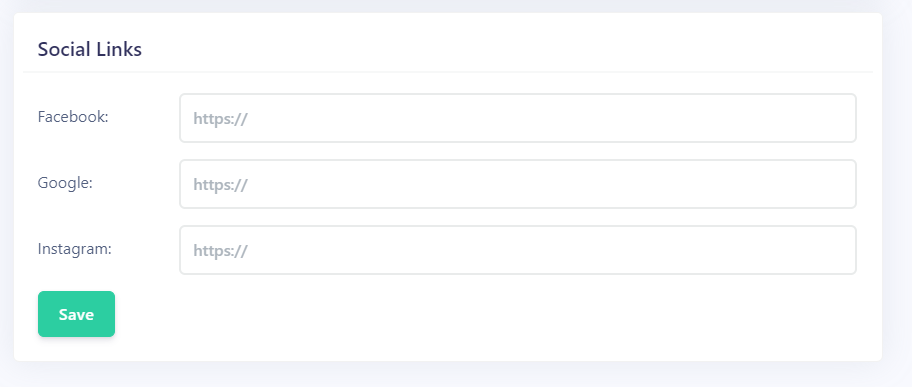 Social Links
Facebook: https://
Google: https://
Instagram: https://
Save